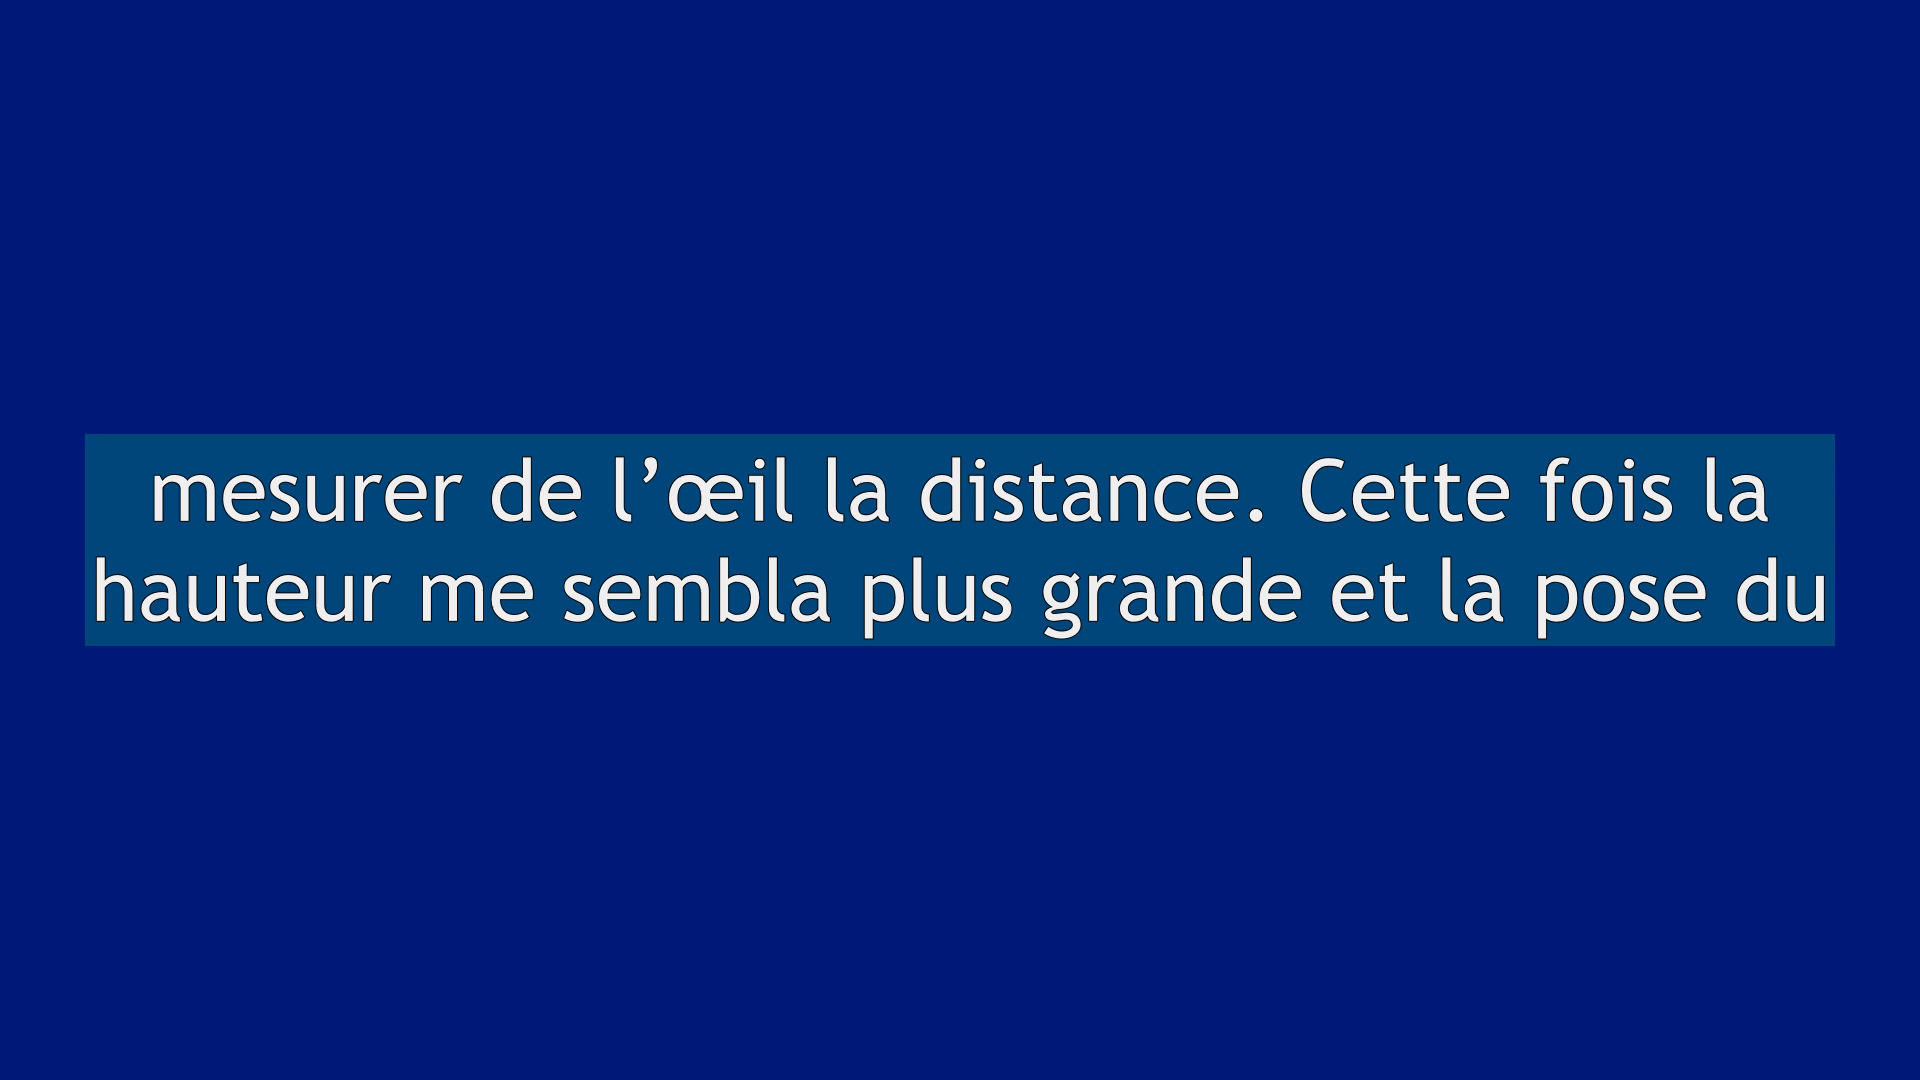 mesurer de l’œil la distance. Cette fois la
hauteur me sembla plus grande et la pose du